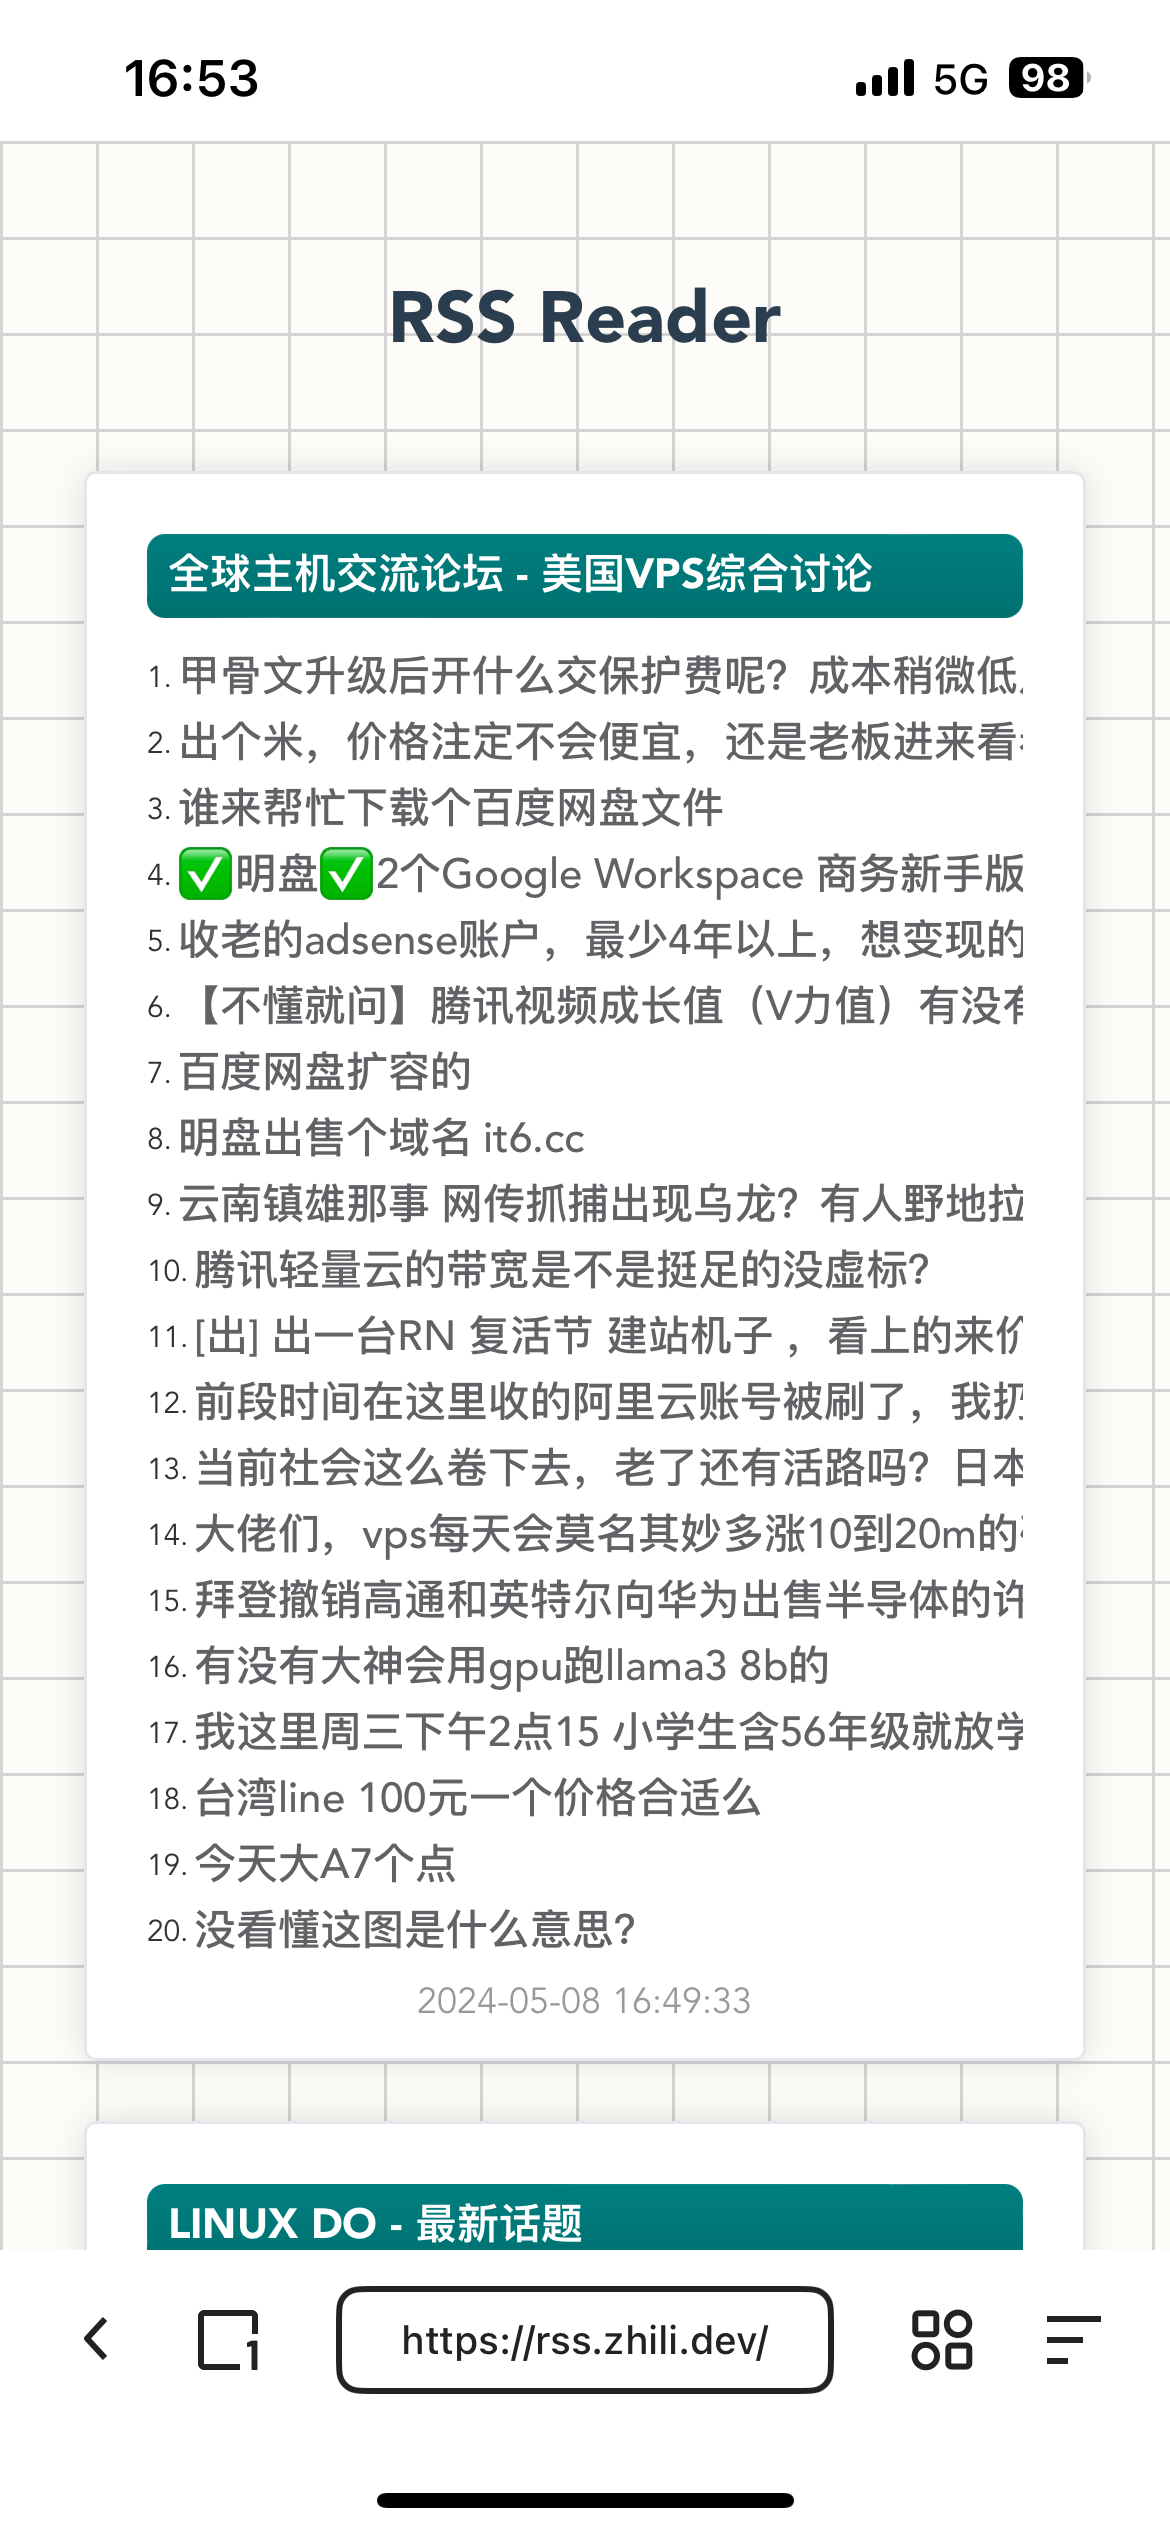 16:53
5G 98
RSS Reader
全球主机交流论坛 - 美国VPS综合讨论
1. 甲骨文升级后开什么交保护费呢？成本稍微低
2. 出个米，价格注定不会便宜，还是老板进来看
3. 谁来帮忙下载个百度网盘文件
4. ✅明盘✅2个Google Workspace 商务新手版
5. 收老的adsense账户，最少4年以上，想变现的
6. 【不懂就问】腾讯视频成长值（V力值）有没有
7. 百度网盘扩容的
8. 明盘出售个域名 it6.cc
9. 云南镇雄那事 网传抓捕出现乌龙？有人野地拉
10. 腾讯轻量云的带宽是不是挺足的没虚标？
11. [出] 出一台RN 复活节 建站机子 ，看上的来价
12. 前段时间在这里收的阿里云账号被刷了，我扔
13. 当前社会这么卷下去，老了还有活路吗？日本
14. 大佬们，vps每天会莫名其妙多涨10到20m的
15. 拜登撤销高通和英特尔向华为出售半导体的许
16. 有没有大神会用gpu跑llama3 8b的
17. 我这里周三下午2点15 小学生含56年级就放学
18. 台湾line 100元一个价格合适么
19. 今天大A7个点
20. 没看懂这图是什么意思？
2024-05-08 16:49:33
LINUX DO - 最新话题
1
https://rss.zhili.dev/